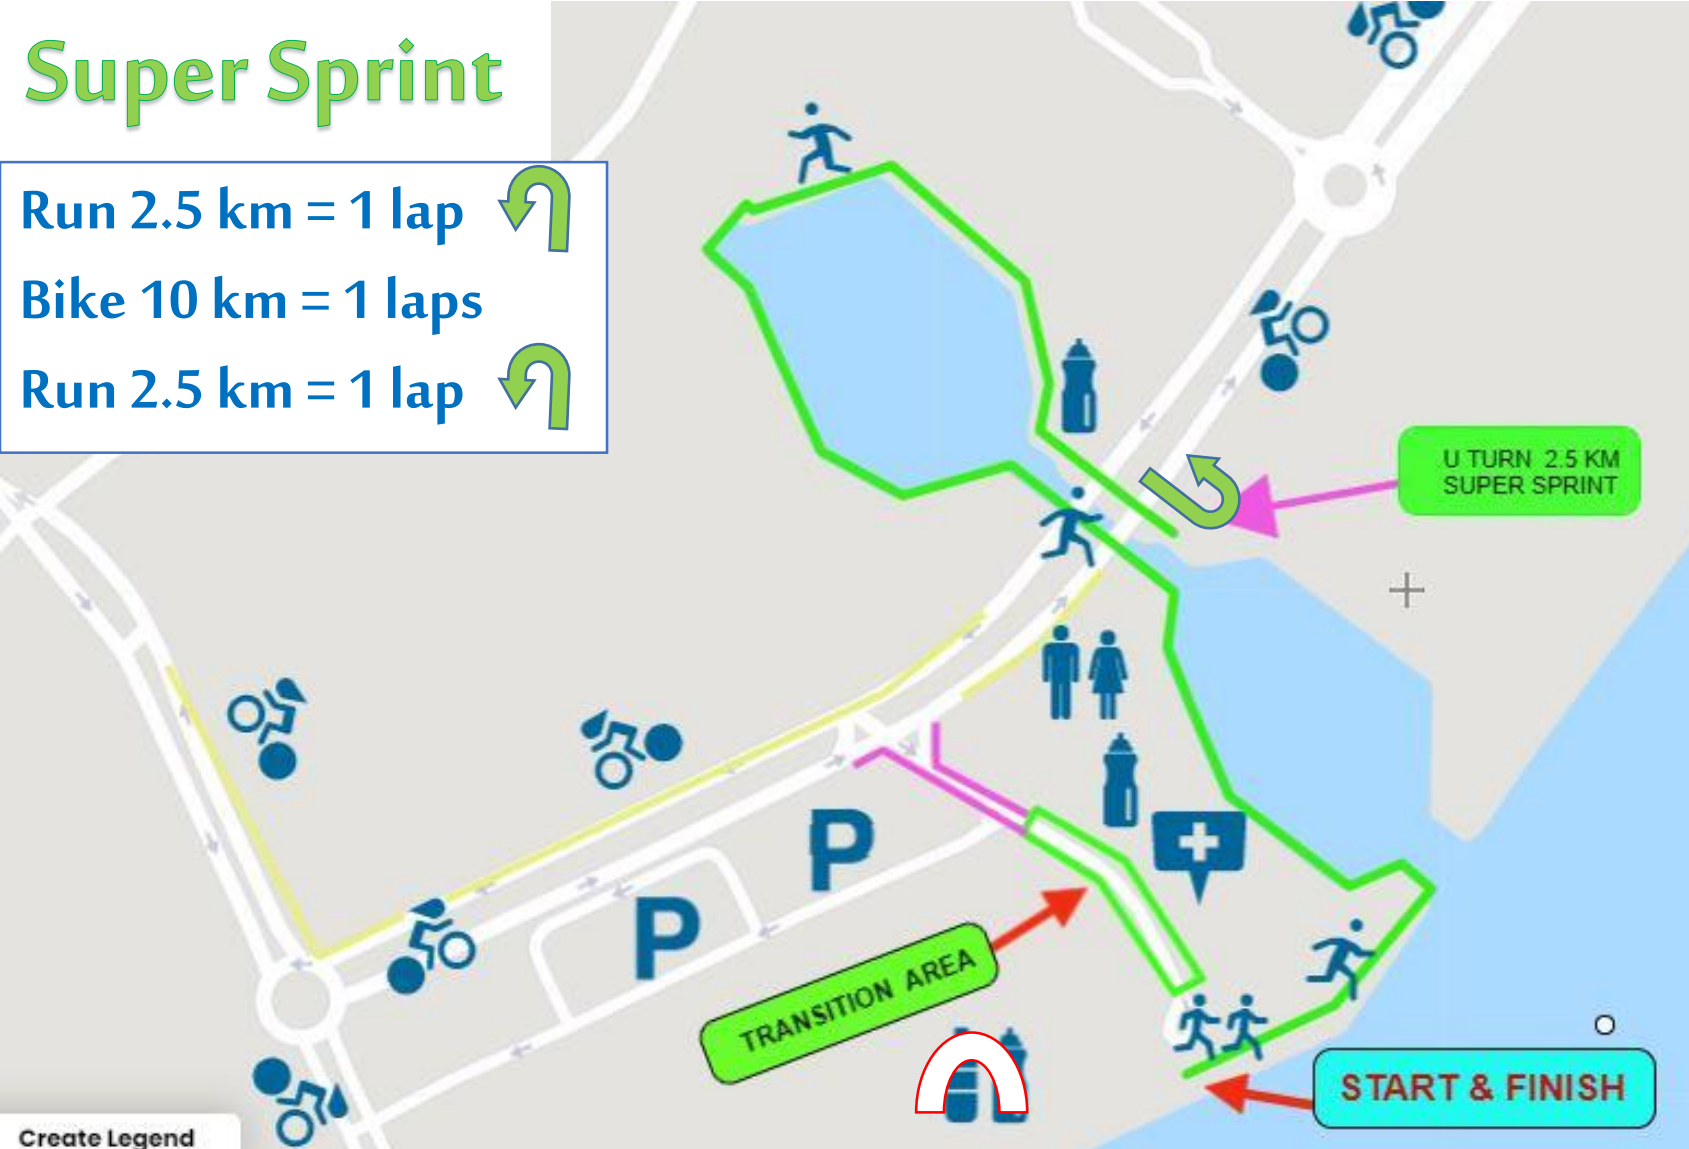 Super Sprint
Run 2.5 km = 1 lap
Bike 10 km = 1 laps
Run 2.5 km = 1 lap
U TURN 2.5 KM
SUPER SPRINT
P
P
TRANSITION AREA
START & FINISH
Create Legend